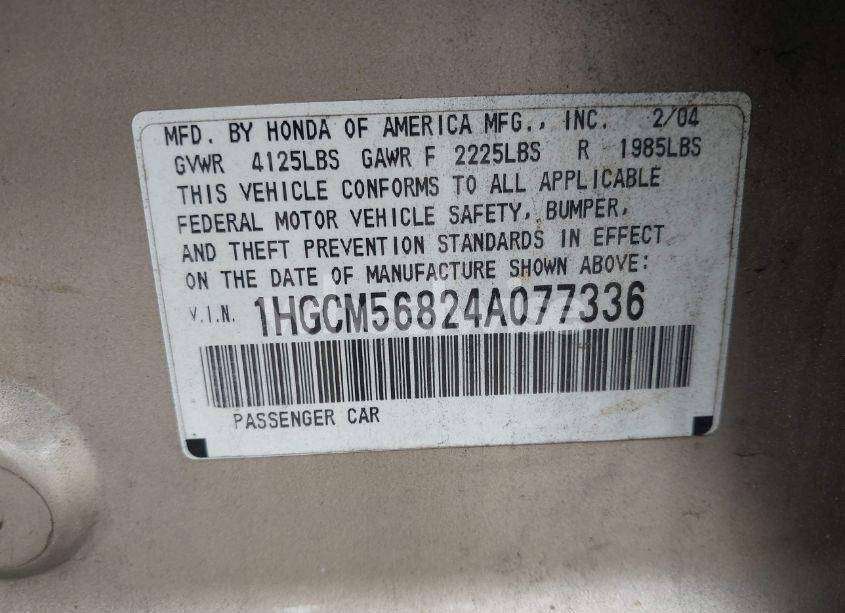 MFD. BY HONDA OF AMERICA MFG., INC. 2/04
GVWR 4125LBS GAWR F 2225LBS R 1985LBS
THIS VEHICLE CONFORMS TO ALL APPLICABLE
FEDERAL MOTOR VEHICLE SAFETY, BUMPER,
AND THEFT PREVENTION STANDARDS IN EFFECT
ON THE DATE OF MANUFACTURE SHOWN ABOVE:
V.I.N. 1HGCM56824A077336
PASSENGER CAR